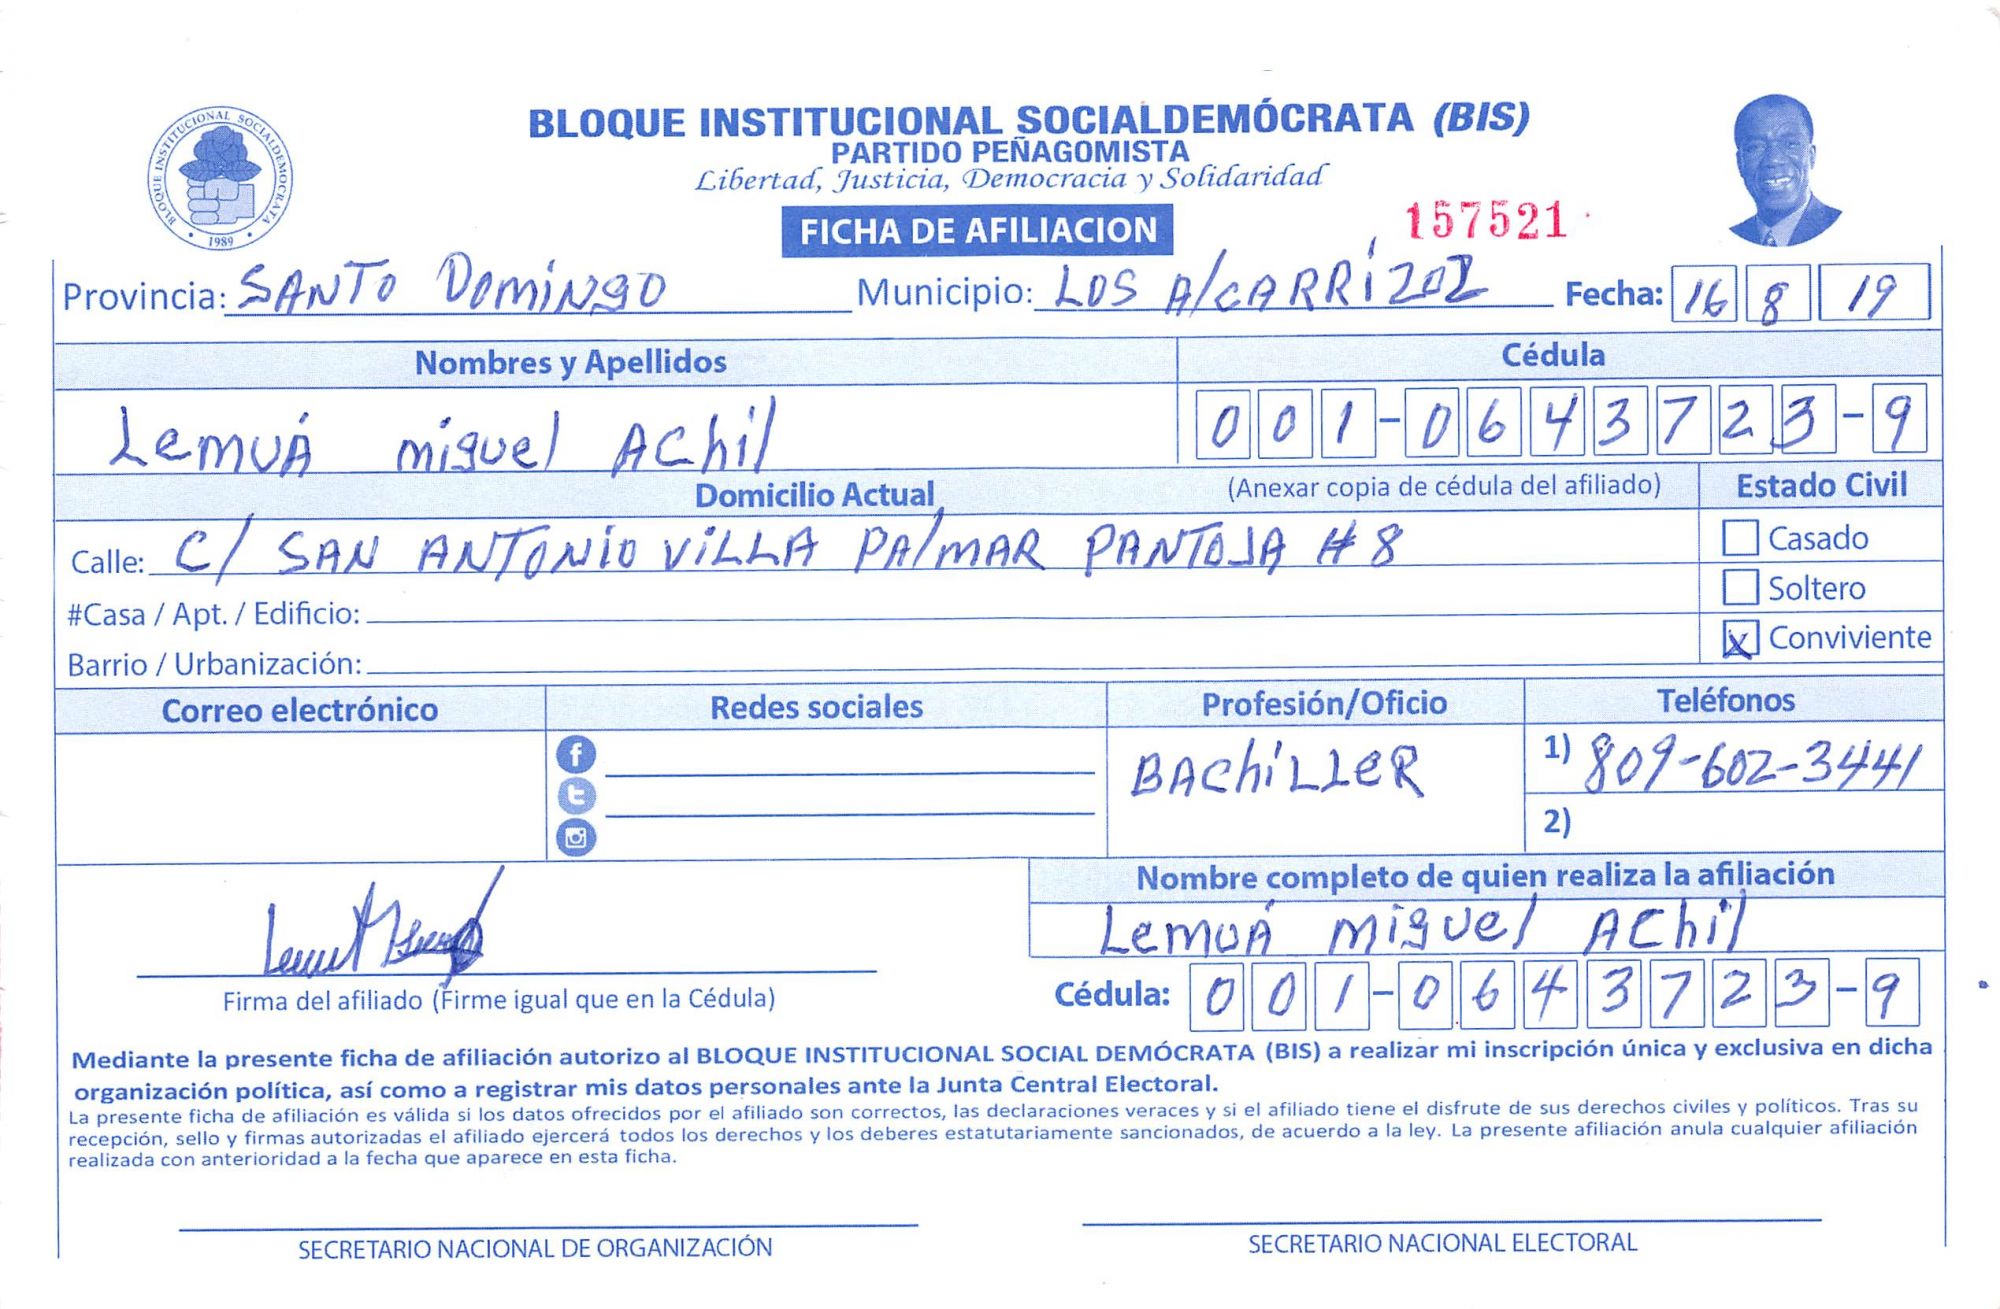 BLOQUE INSTITUCIONAL SOCIALDEMOCRATA
1989
BLOQUE INSTITUCIONAL SOCIALDEMÓCRATA (BIS)
PARTIDO PEÑAGOMISTA
Libertad, Justicia, Democracia y Solidaridad
FICHA DE AFILIACION
157521
Provincia: SANTO DOMINGO Municipio: LOS AlCARRIZOZ Fecha: 16 8 19
Nombres y Apellidos Cédula
LeMUÁ miguel AChil 001-0643723-9
Domicilio Actual (Anexar copia de cédula del afiliado) Estado Civil
Calle: C/ SAN ANTONIO VILLA PAlMAR PANTOJA #8 Casado
#Casa / Apt. / Edificio: Soltero
Barrio / Urbanización: X Conviviente
Correo electrónico Redes sociales Profesión/Oficio Teléfonos
BAChiLLeR 1) 809-602-3441
2)
Nombre completo de quien realiza la afiliación
LeMUÁ Miguel AChil
Firma del afiliado (Firme igual que en la Cédula) Cédula: 001-0643723-9
Mediante la presente ficha de afiliación autorizo al BLOQUE INSTITUCIONAL SOCIAL DEMÓCRATA (BIS) a realizar mi inscripción única y exclusiva en dicha
organización política, así como a registrar mis datos personales ante la Junta Central Electoral.
La presente ficha de afiliación es válida si los datos ofrecidos por el afiliado son correctos, las declaraciones veraces y si el afiliado tiene el disfrute de sus derechos civiles y políticos. Tras su
recepción, sello y firmas autorizadas el afiliado ejercerá todos los derechos y los deberes estatutariamente sancionados, de acuerdo a la ley. La presente afiliación anula cualquier afiliación
realizada con anterioridad a la fecha que aparece en esta ficha.
SECRETARIO NACIONAL DE ORGANIZACIÓN SECRETARIO NACIONAL ELECTORAL